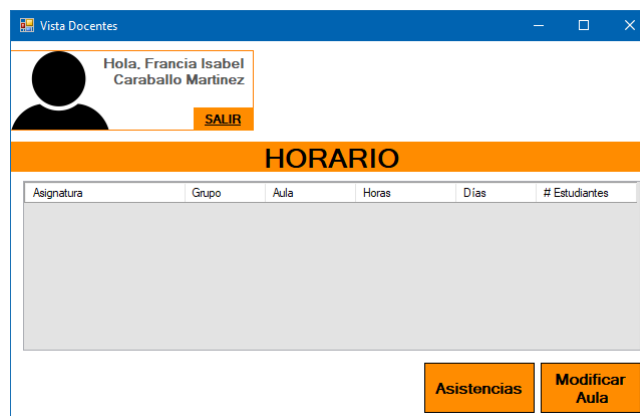 Vista Docentes
Hola, Francia Isabel
Caraballo Martinez
SALIR
HORARIO
Asignatura Grupo Aula Horas Días # Estudiantes
Asistencias
Modificar
Aula